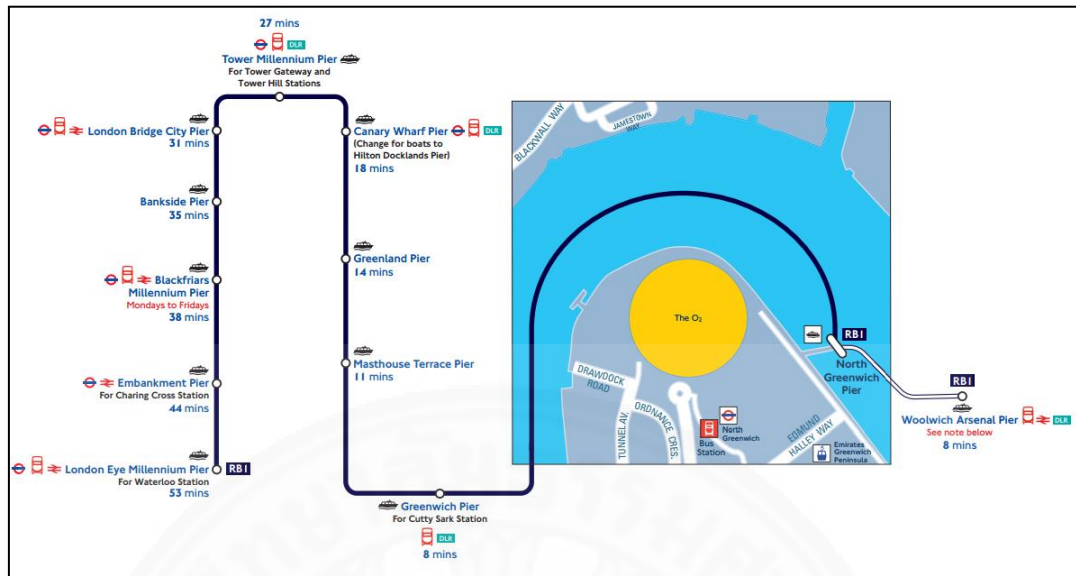 27 mins
DLR
Tower Millennium Pier
For Tower Gateway and
Tower Hill Stations
London Bridge City Pier
31 mins
Bankside Pier
35 mins
Blackfriars
Millennium Pier
Mondays to Fridays
38 mins
Embankment Pier
For Charing Cross Station
44 mins
London Eye Millennium Pier
For Waterloo Station
53 mins
RB1
Canary Wharf Pier DLR
(Change for boats to
Hilton Docklands Pier)
18 mins
Greenland Pier
14 mins
Masthouse Terrace Pier
11 mins
Greenwich Pier
For Cutty Sark Station
DLR
8 mins
BLACKWALL WAY
JAMESTOWN
WAY
The O₂
DRAWDOCK
ROAD
TUNNEL AV.
ORDNANCE CRES.
Bus
Station
North
Greenwich
EDMUND
HALLEY WAY
Emirates
Greenwich
Peninsula
RB1
North
Greenwich
Pier
RB1
Woolwich Arsenal Pier DLR
See note below
8 mins